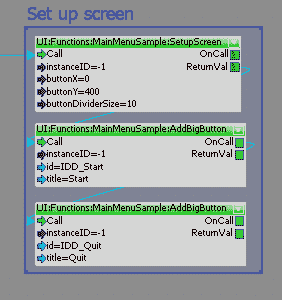 Set up screen
UI:Functions:MainMenuSample:SetupScreen
Call OnCall
instanceID=-1 ReturnVal
buttonX=0
buttonY=400
buttonDividerSize=10
UI:Functions:MainMenuSample:AddBigButton
Call OnCall
instanceID=-1 ReturnVal
id=IDD_Start
title=Start
UI:Functions:MainMenuSample:AddBigButton
Call OnCall
instanceID=-1 ReturnVal
id=IDD_Quit
title=Quit